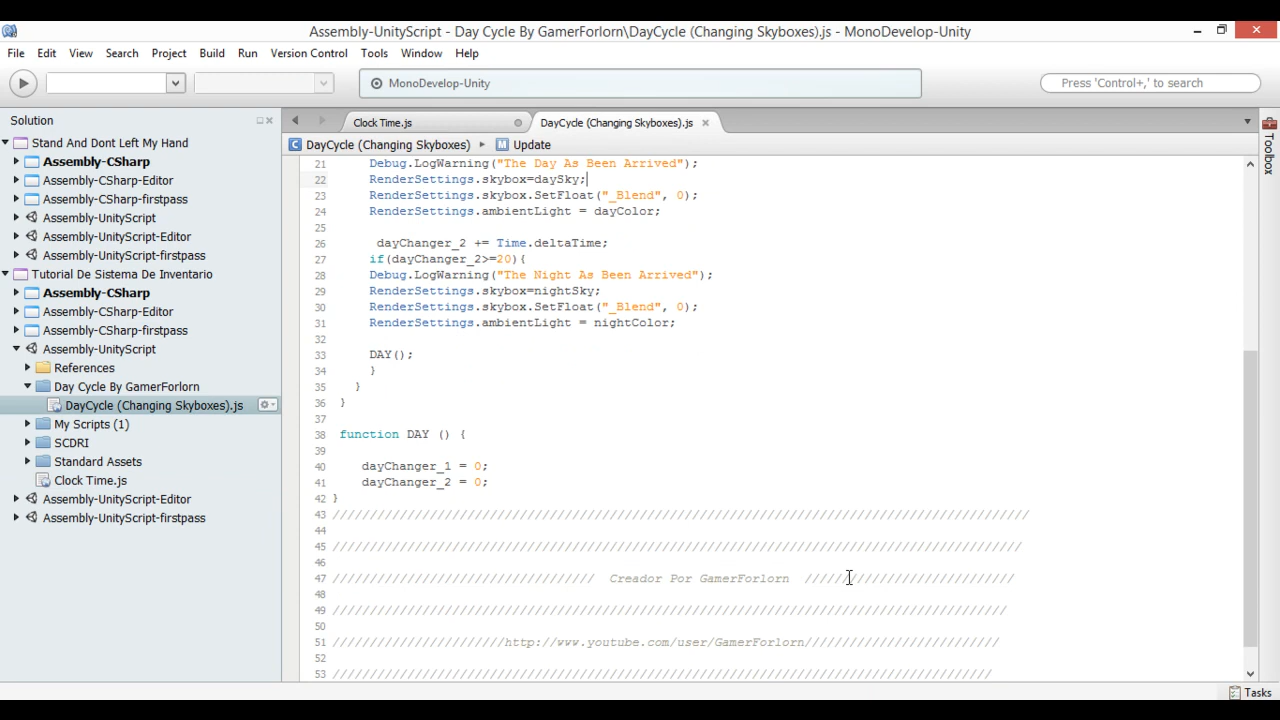 Assembly-UnityScript - Day Cycle By GamerForlorn\DayCycle (Changing Skyboxes).js - MonoDevelop-Unity
File Edit View Search Project Build Run Version Control Tools Window Help
MonoDevelop-Unity
Press 'Control+,' to search
Solution
Stand And Dont Left My Hand
Assembly-CSharp
Assembly-CSharp-Editor
Assembly-CSharp-firstpass
Assembly-UnityScript
Assembly-UnityScript-Editor
Assembly-UnityScript-firstpass
Tutorial De Sistema De Inventario
Assembly-CSharp
Assembly-CSharp-Editor
Assembly-CSharp-firstpass
Assembly-UnityScript
References
Day Cycle By GamerForlorn
DayCycle (Changing Skyboxes).js
My Scripts (1)
SCDRI
Standard Assets
Clock Time.js
Assembly-UnityScript-Editor
Assembly-UnityScript-firstpass
Clock Time.js
DayCycle (Changing Skyboxes).js
DayCycle (Changing Skyboxes) Update
21 Debug.LogWarning("The Day As Been Arrived");
22 RenderSettings.skybox=daySky;
23 RenderSettings.skybox.SetFloat("_Blend", 0);
24 RenderSettings.ambientLight = dayColor;
25
26 dayChanger_2 += Time.deltaTime;
27 if(dayChanger_2>=20){
28 Debug.LogWarning("The Night As Been Arrived");
29 RenderSettings.skybox=nightSky;
30 RenderSettings.skybox.SetFloat("_Blend", 0);
31 RenderSettings.ambientLight = nightColor;
32
33 DAY();
34 }
35 }
36 }
37
38 function DAY () {
39
40 dayChanger_1 = 0;
41 dayChanger_2 = 0;
42 }
43 /////////////////////////////////////////////////////////////////////////////////////////////
44
45 ////////////////////////////////////////////////////////////////////////////////////////////
46
47 /////////////////////////////////// Creador Por GamerForlorn ////////////////////////////
48
49 //////////////////////////////////////////////////////////////////////////////////////////
50
51 ///////////////////////http://www.youtube.com/user/GamerForlorn//////////////////////////
52
53 ////////////////////////////////////////////////////////////////////////////////////////
Toolbox
Tasks